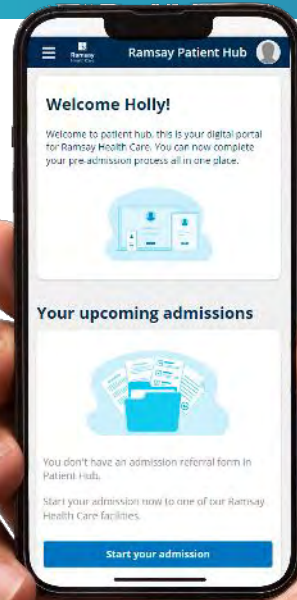 Ramsay
Health Care
Ramsay Patient Hub
Welcome Holly!
Welcome to patient hub, this is your digital portal
for Ramsay Health Care. You can now complete
your pre-admission process all in one place.
Your upcoming admissions
You don't have an admission referral form in
Patient Hub.
Start your admission now to one of our Ramsay
Health Care facilities.
Start your admission